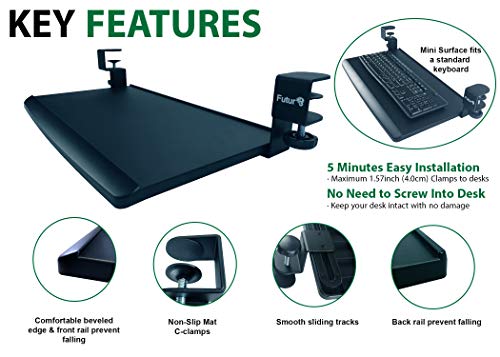 KEY FEATURES
Mini Surface fits
a standard
keyboard
Futur
5 Minutes Easy Installation
- Maximum 1.57inch (4.0cm) Clamps to desks
No Need to Screw Into Desk
- Keep your desk intact with no damage
Comfortable beveled
edge & front rail prevent
falling
Non-Slip Mat
C-clamps
Smooth sliding tracks
Back rail prevent falling